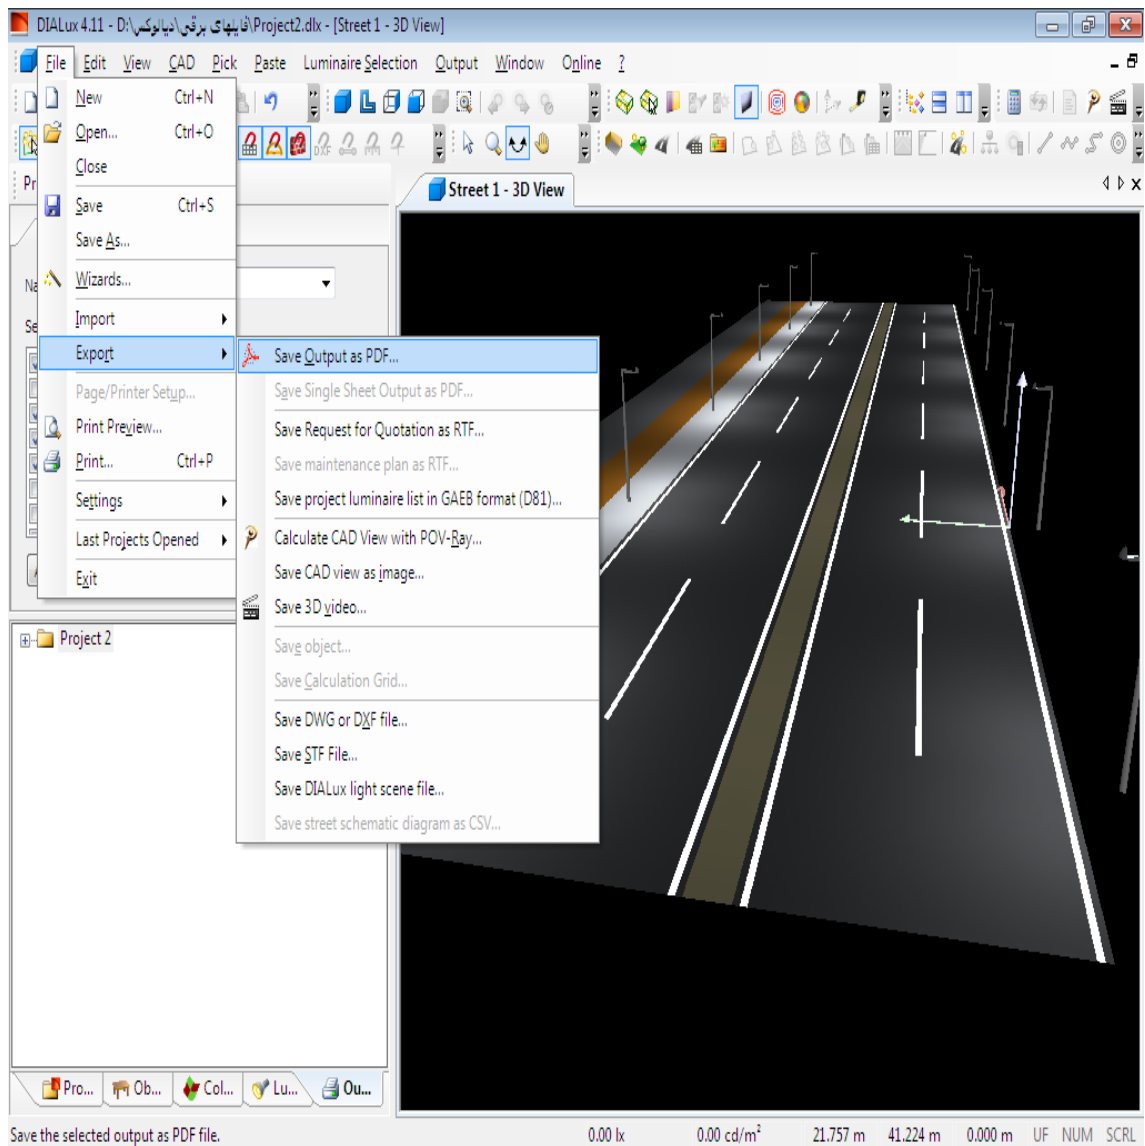 DIALux 4.11 - D:\فایلهای برقی\دیالوکس\Project2.dlx - [Street 1 - 3D View]
File Edit View CAD Pick Paste Luminaire Selection Output Window Online ?
New Ctrl+N
Open... Ctrl+O
Close
Save Ctrl+S
Save As...
Wizards...
Import
Export
Page/Printer Setup...
Print Preview...
Print... Ctrl+P
Settings
Last Projects Opened
Exit
Save Output as PDF...
Save Single Sheet Output as PDF...
Save Request for Quotation as RTF...
Save maintenance plan as RTF...
Save project luminaire list in GAEB format (D81)...
Calculate CAD View with POV-Ray...
Save CAD view as image...
Save 3D video...
Save object...
Save Calculation Grid...
Save DWG or DXF file...
Save STF File...
Save DIALux light scene file...
Save street schematic diagram as CSV...
DXF
Pr
Na
Se
Street 1 - 3D View
Project 2
Pro... Ob... Col... Lu... Ou...
Save the selected output as PDF file. 0.00 lx 0.00 cd/m² 21.757 m 41.224 m 0.000 m UF NUM SCRL